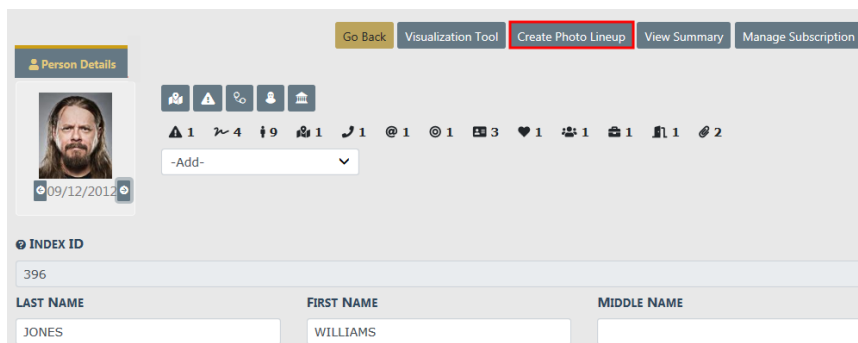 Go Back Visualization Tool Create Photo Lineup View Summary Manage Subscription
Person Details
1 4 9 1 1 @ 1 1 3 1 1 1 1 2
-Add-
09/12/2012
INDEX ID
396
LAST NAME FIRST NAME MIDDLE NAME
JONES WILLIAMS